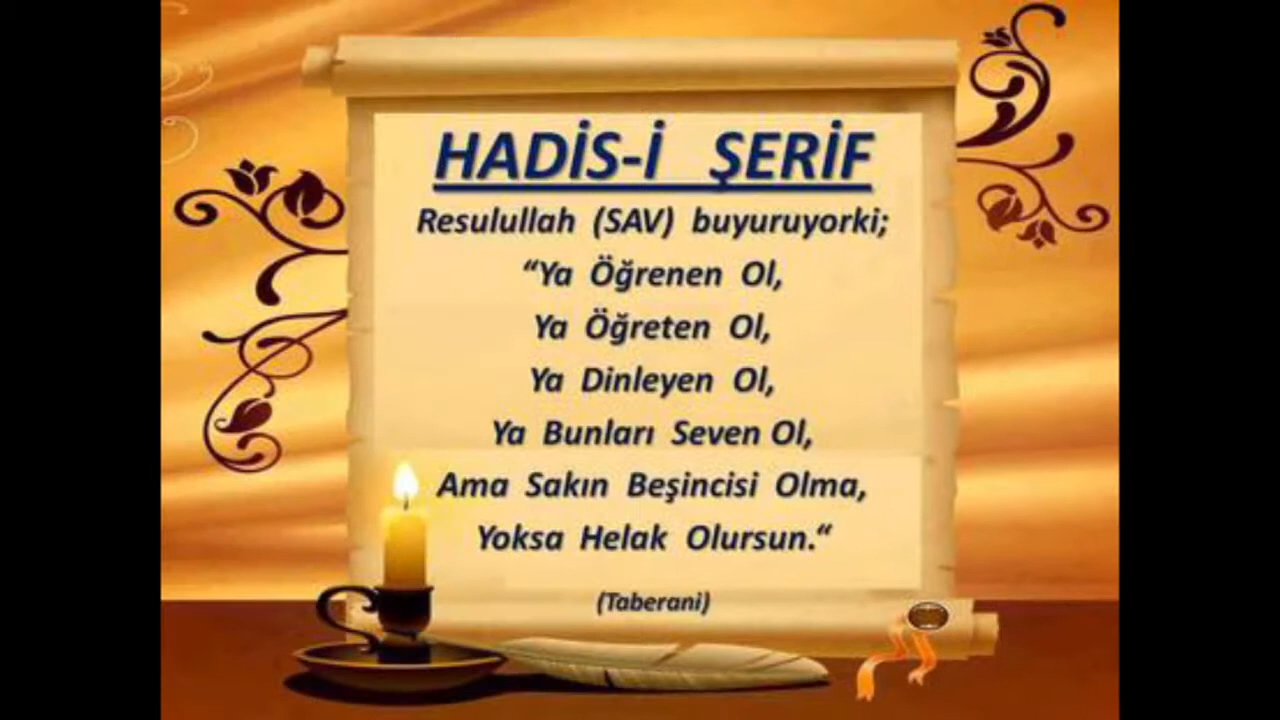 HADİS-İ ŞERİF
Resulullah (SAV) buyuruyorki;
“Ya Öğrenen Ol,
Ya Öğreten Ol,
Ya Dinleyen Ol,
Ya Bunları Seven Ol,
Ama Sakın Beşincisi Olma,
Yoksa Helak Olursun.“
(Taberani)